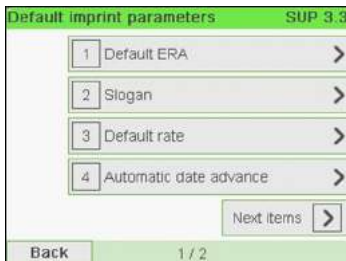 Default imprint parameters SUP 3.3
1 Default ERA
2 Slogan
3 Default rate
4 Automatic date advance
Next items
Back 1 / 2